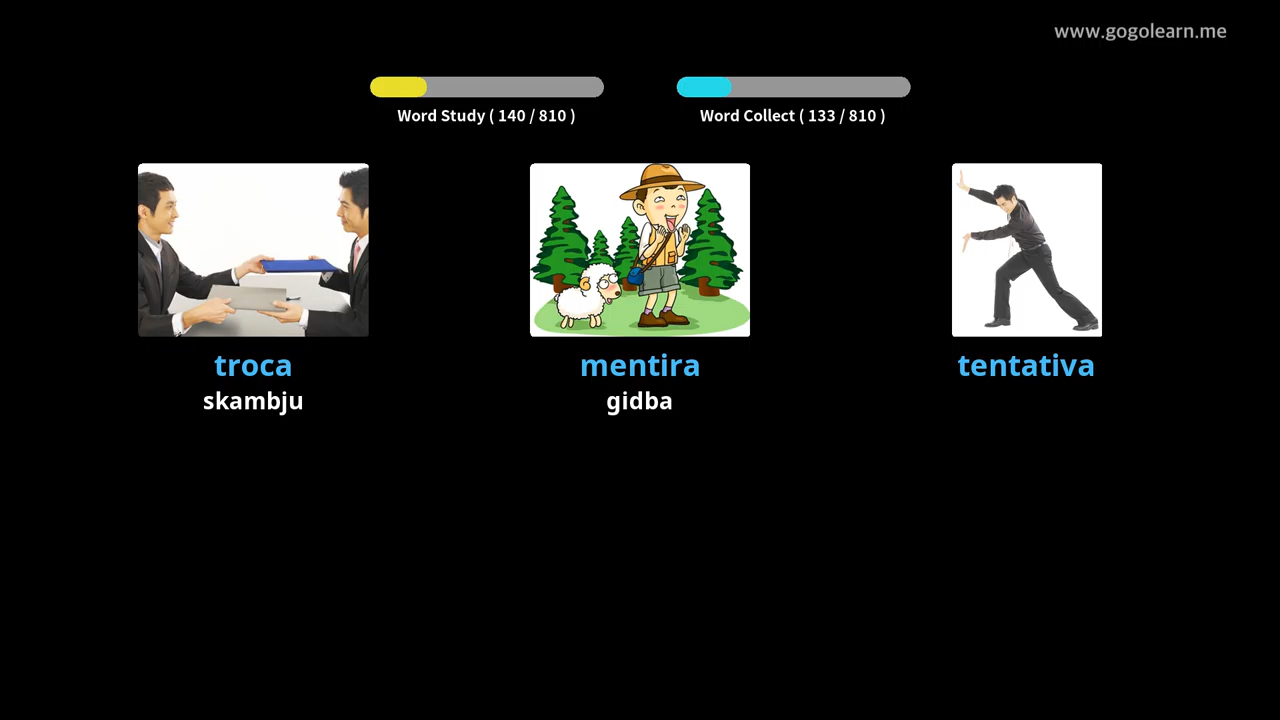 www.gogolearn.me
Word Study ( 140 / 810 )
Word Collect ( 133 / 810 )
troca
mentira
tentativa
skambju
gidba